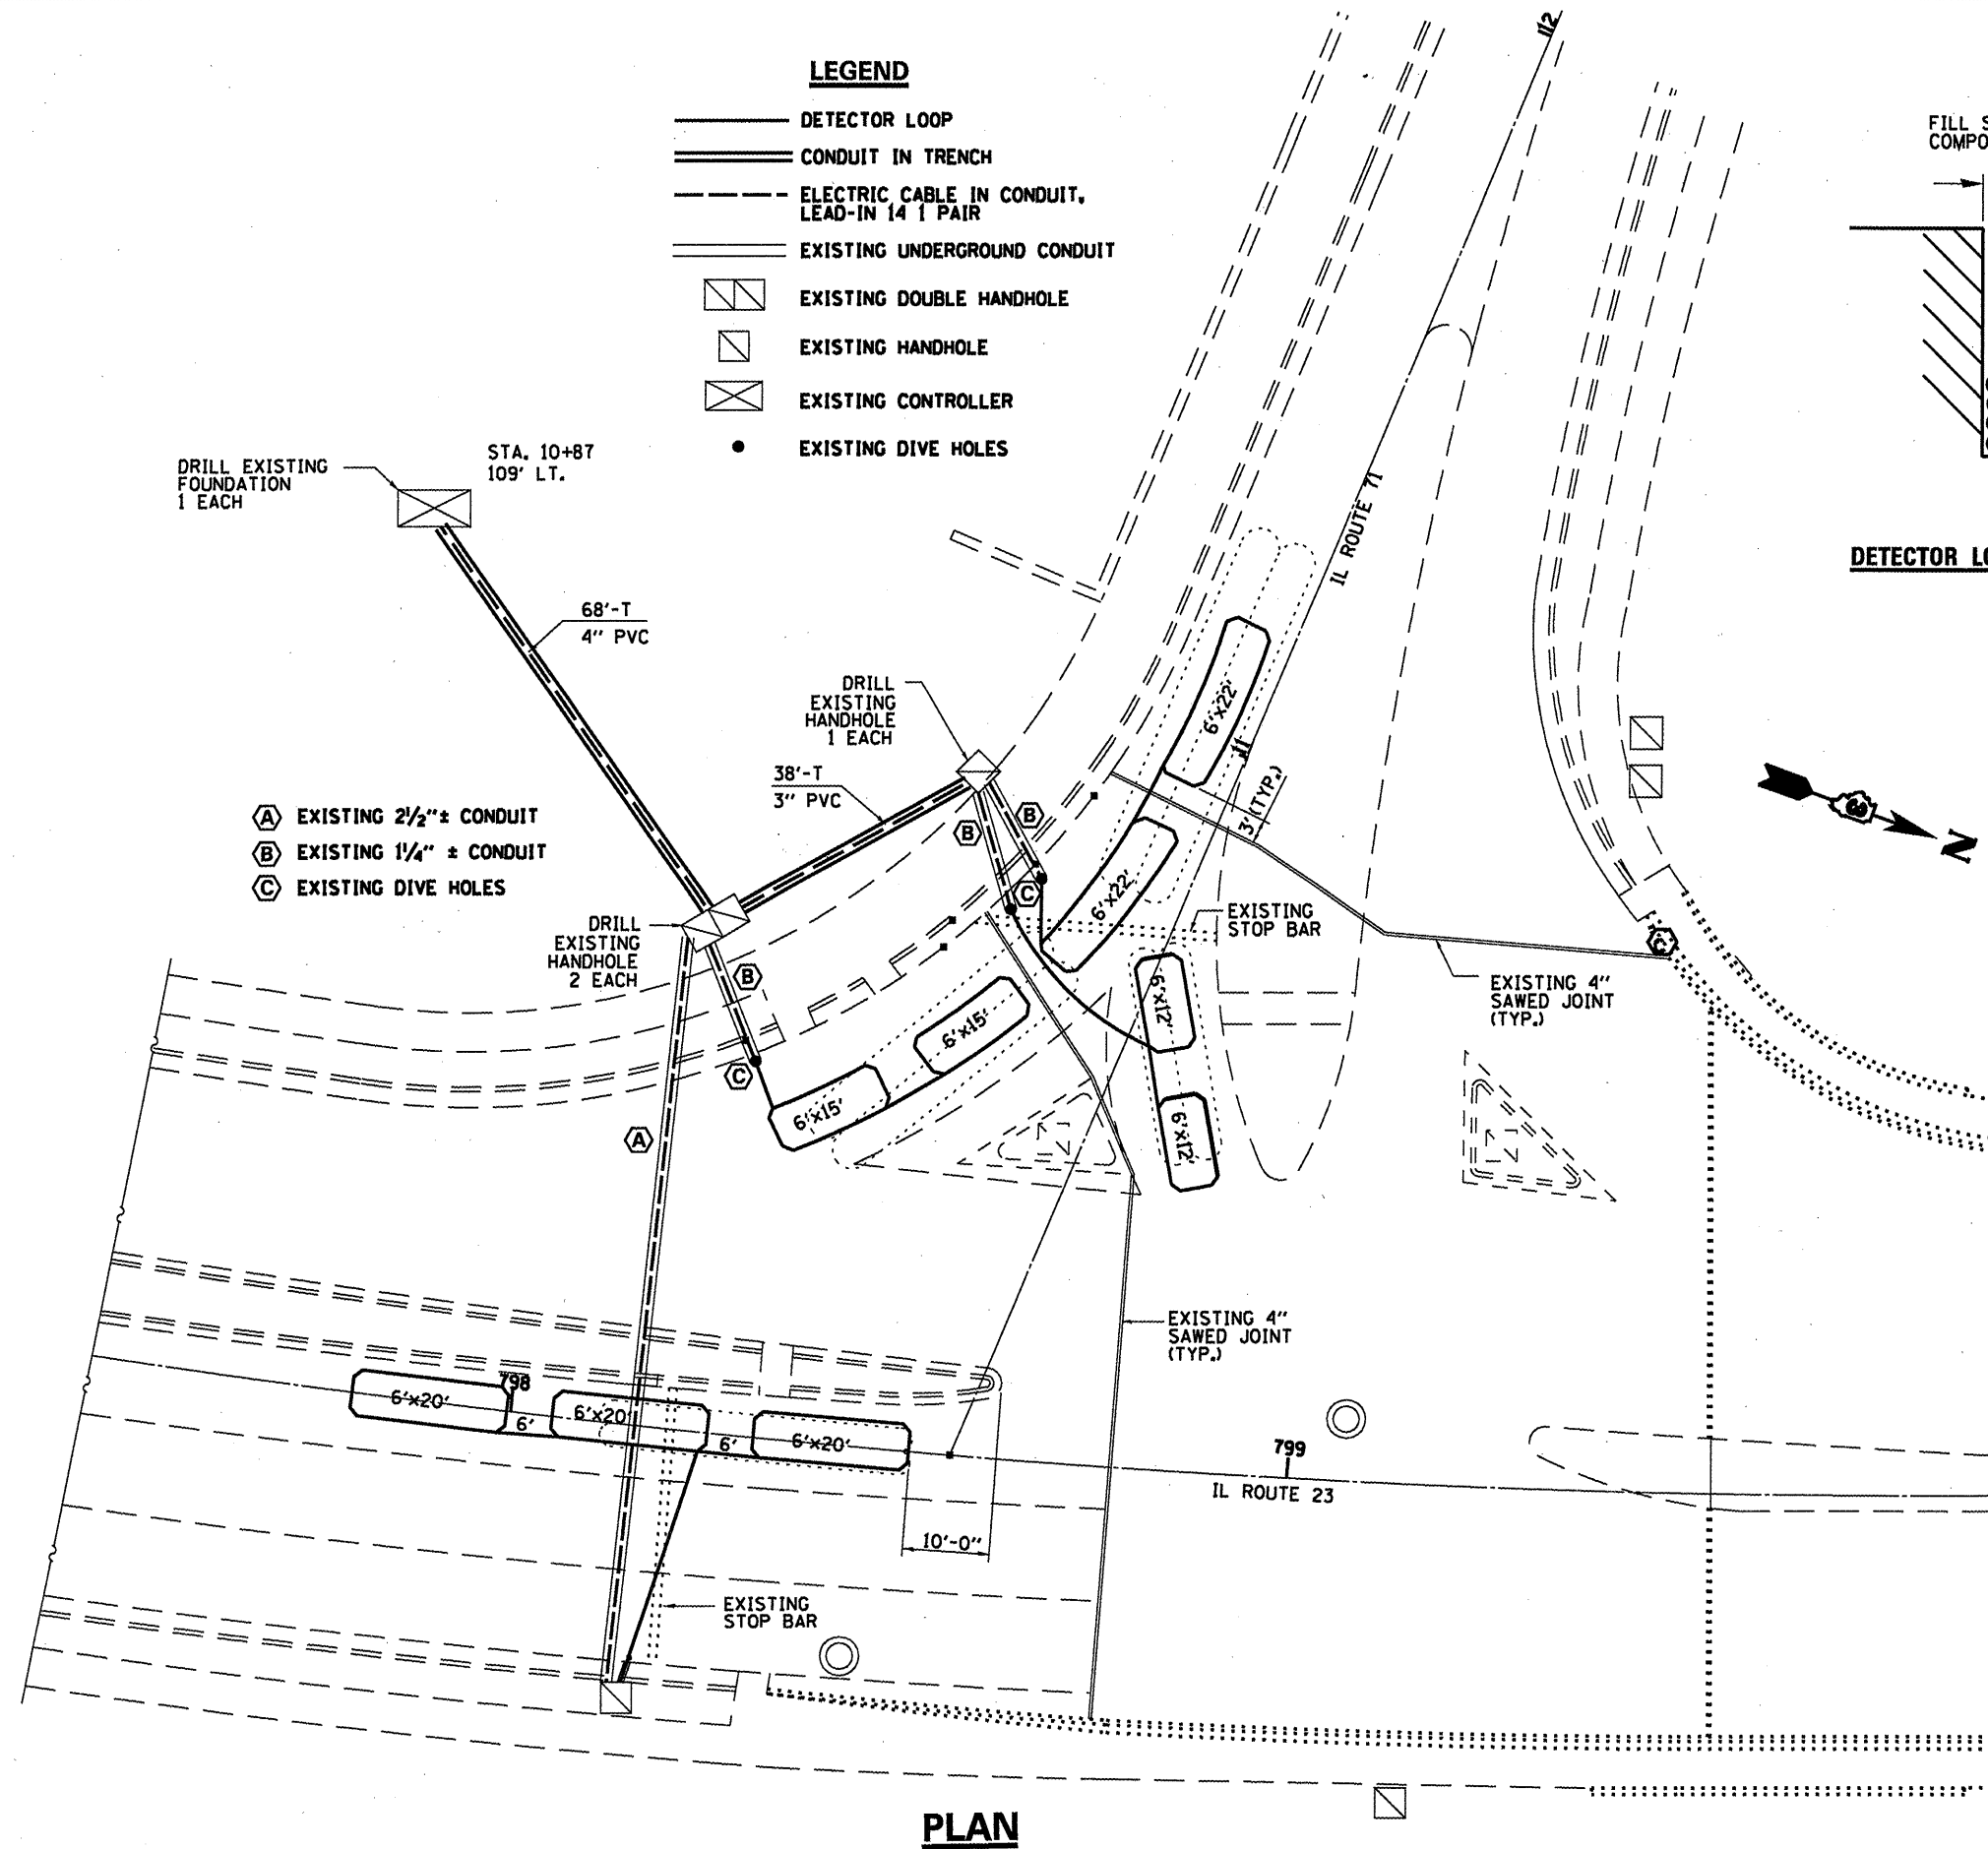 LEGEND
DETECTOR LOOP
CONDUIT IN TRENCH
ELECTRIC CABLE IN CONDUIT,
LEAD-IN 14 1 PAIR
EXISTING UNDERGROUND CONDUIT
EXISTING DOUBLE HANDHOLE
EXISTING HANDHOLE
EXISTING CONTROLLER
EXISTING DIVE HOLES
112
FILL S
COMPO
DETECTOR LO
STA. 10+87
109' LT.
DRILL EXISTING
FOUNDATION
1 EACH
IL ROUTE 71
68'-T
4" PVC
DRILL
EXISTING
HANDHOLE
1 EACH
38'-T
3" PVC
6'x22'
11
3' (TYP.)
A EXISTING 2½"± CONDUIT
B EXISTING 1¼" ± CONDUIT
C EXISTING DIVE HOLES
B
B
C
6'x22'
N
DRILL
EXISTING
HANDHOLE
2 EACH
EXISTING
STOP BAR
C
EXISTING 4"
SAWED JOINT
(TYP.)
B
C
6'x15'
6'x15'
6'x12'
6'x12'
A
EXISTING 4"
SAWED JOINT
(TYP.)
798
6'x20'
6'
6'x20'
6'
6'x20'
799
IL ROUTE 23
10'-0"
EXISTING
STOP BAR
PLAN